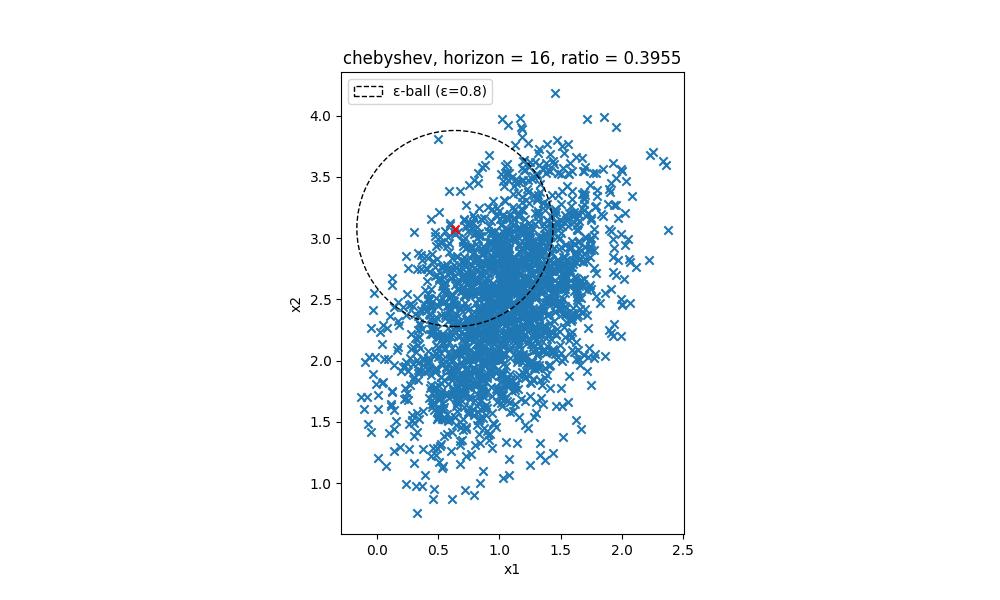 chebyshev, horizon = 16, ratio = 0.3955
ε-ball (ε=0.8)
4.0
3.5
3.0
2.5
2.0
1.5
1.0
x2
0.0 0.5 1.0 1.5 2.0 2.5
x1